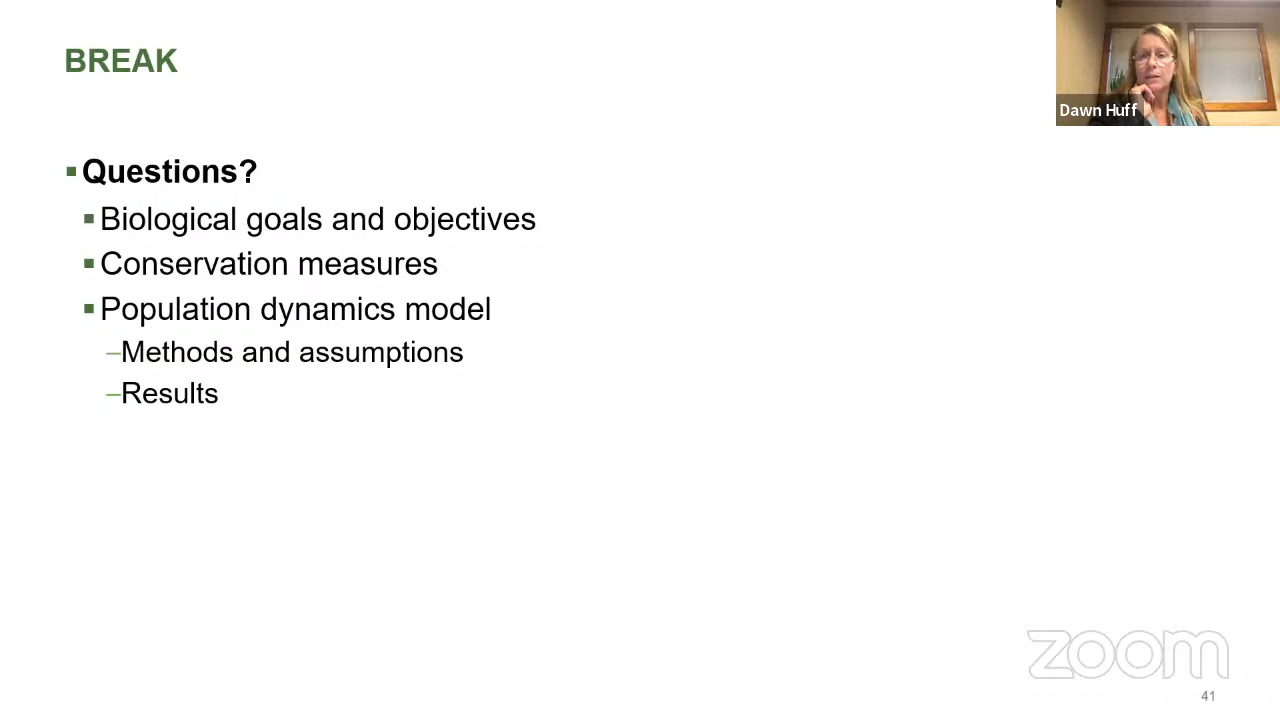 BREAK
Dawn Huff
▪Questions?
▪Biological goals and objectives
▪Conservation measures
▪Population dynamics model
–Methods and assumptions
–Results
zoom
41